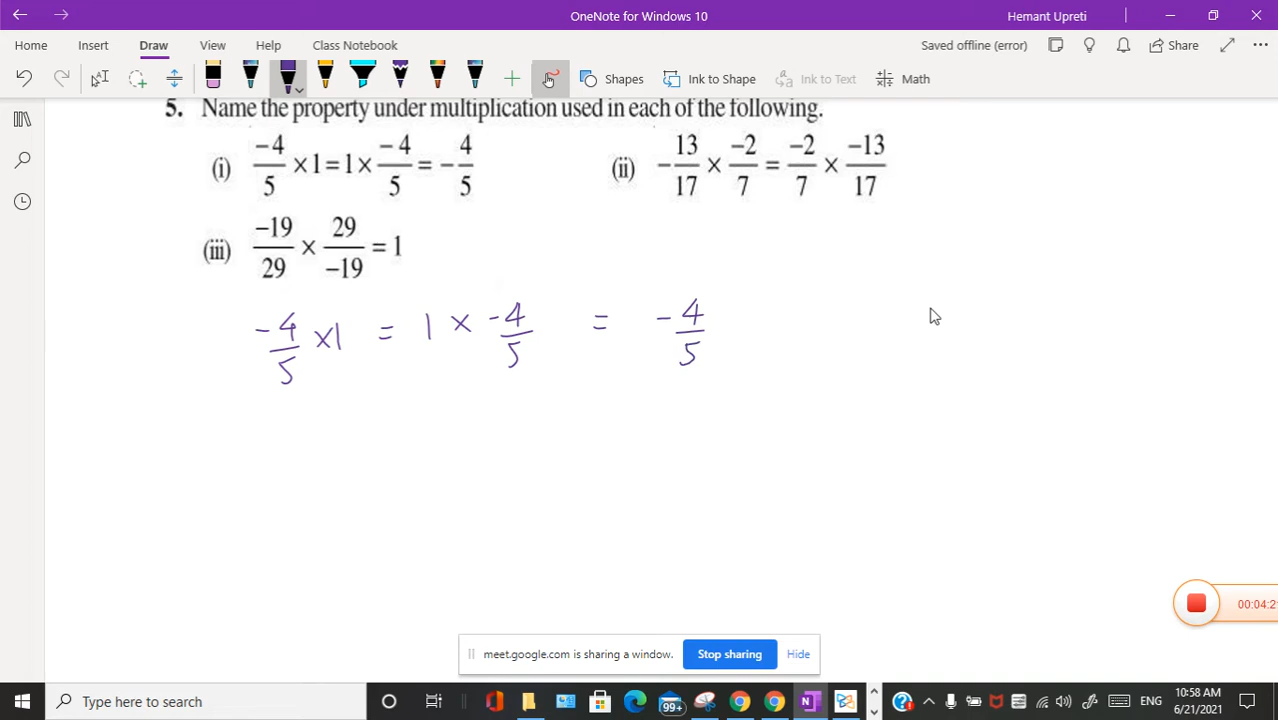 OneNote for Windows 10
Hemant Upreti
Home Insert Draw View Help Class Notebook
Saved offline (error) Share
Shapes Ink to Shape Ink to Text Math
5. Name the property under multiplication used in each of the following.
(i) −4/5 × 1 = 1 × −4/5 = −4/5
(ii) −13/17 × −2/7 = −2/7 × −13/17
(iii) −19/29 × 29/−19 = 1
-4/5 × 1 = 1 × -4/5 = -4/5
00:04:2
meet.google.com is sharing a window. Stop sharing Hide
Type here to search
99+
10:58 AM
6/21/2021